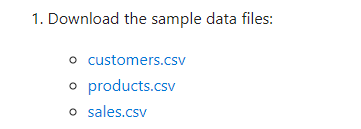 1. Download the sample data files:
○ customers.csv
○ products.csv
○ sales.csv